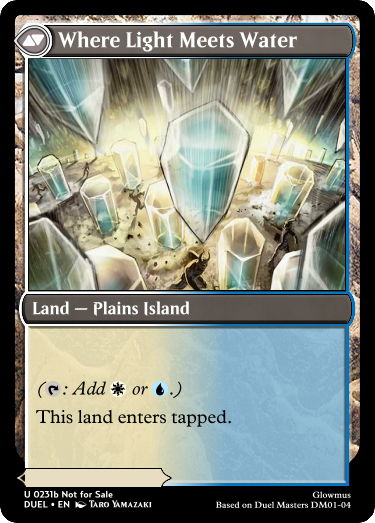 Where Light Meets Water
Land — Plains Island
(: Add or .)
This land enters tapped.
U 0231b Not for Sale
DUEL • EN Taro Yamazaki
Glowmus
Based on Duel Masters DM01-04